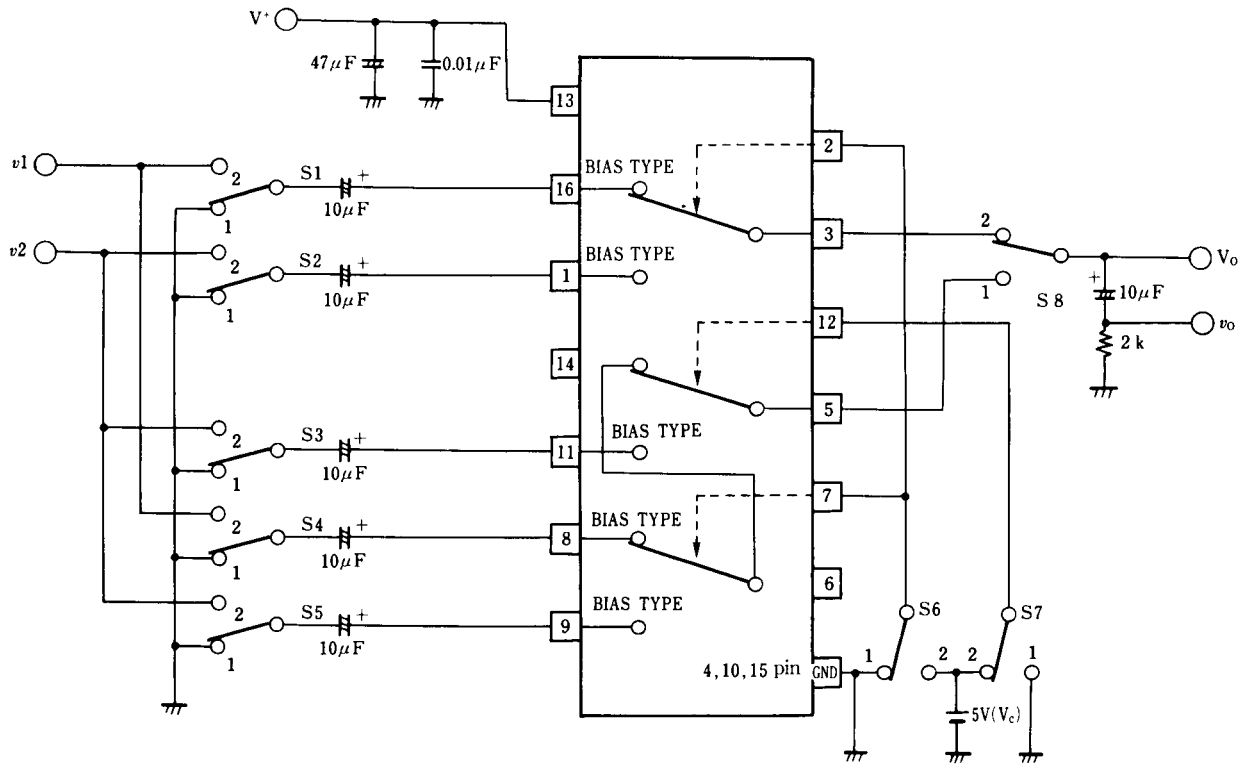 V⁺
47μF
0.01μF
13
v1
2
S1
+
10μF
1
16
BIAS TYPE
2
3
v2
2
S2
+
10μF
1
1
BIAS TYPE
2
1
S 8
Vo
+
10μF
vo
2 k
14
12
5
2
S3
+
10μF
1
11
BIAS TYPE
7
2
S4
+
10μF
1
8
BIAS TYPE
6
2
S5
+
10μF
1
9
BIAS TYPE
4, 10, 15 pin
GND
S6
1
2
S7
2
1
5V(Vc)